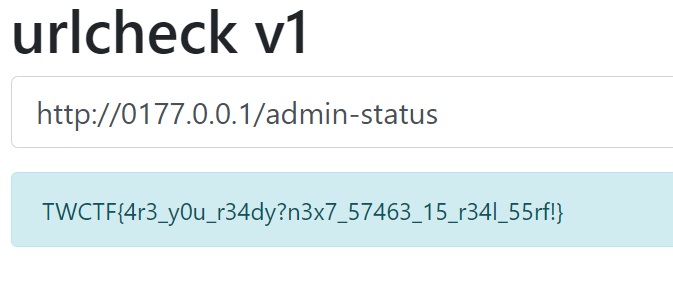 urlcheck v1
http://0177.0.0.1/admin-status
TWCTF{4r3_y0u_r34dy?n3x7_57463_15_r34l_55rf!}